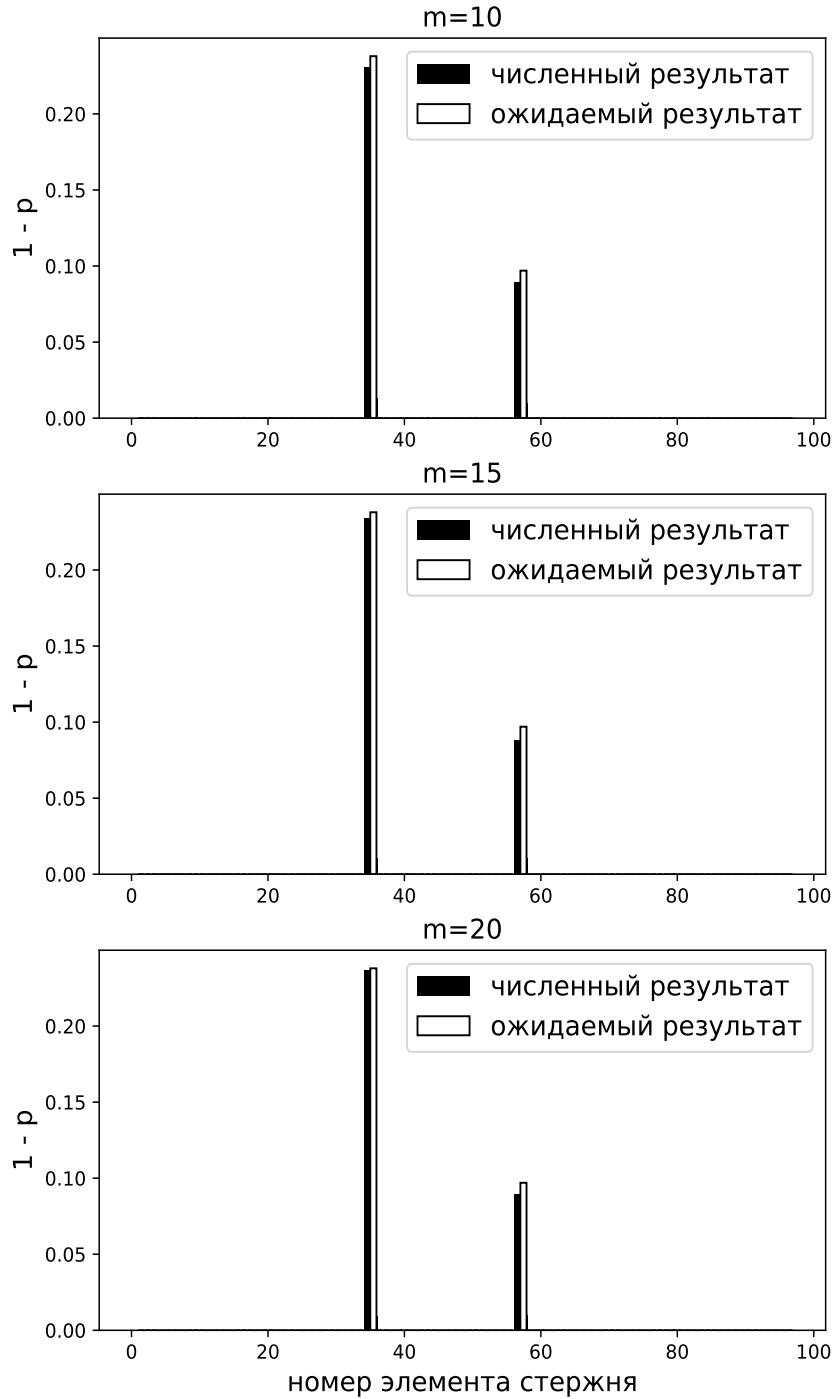 m=10
численный результат
ожидаемый результат
0.20
0.15
0.10
0.05
0.00
1 - p
0 20 40 60 80 100
m=15
численный результат
ожидаемый результат
0.20
0.15
0.10
0.05
0.00
1 - p
0 20 40 60 80 100
m=20
численный результат
ожидаемый результат
0.20
0.15
0.10
0.05
0.00
1 - p
0 20 40 60 80 100
номер элемента стержня